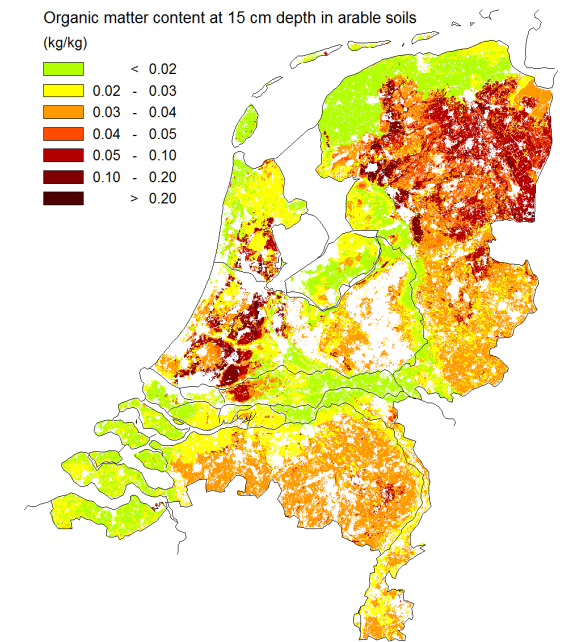 Organic matter content at 15 cm depth in arable soils
(kg/kg)
< 0.02
0.02 - 0.03
0.03 - 0.04
0.04 - 0.05
0.05 - 0.10
0.10 - 0.20
> 0.20